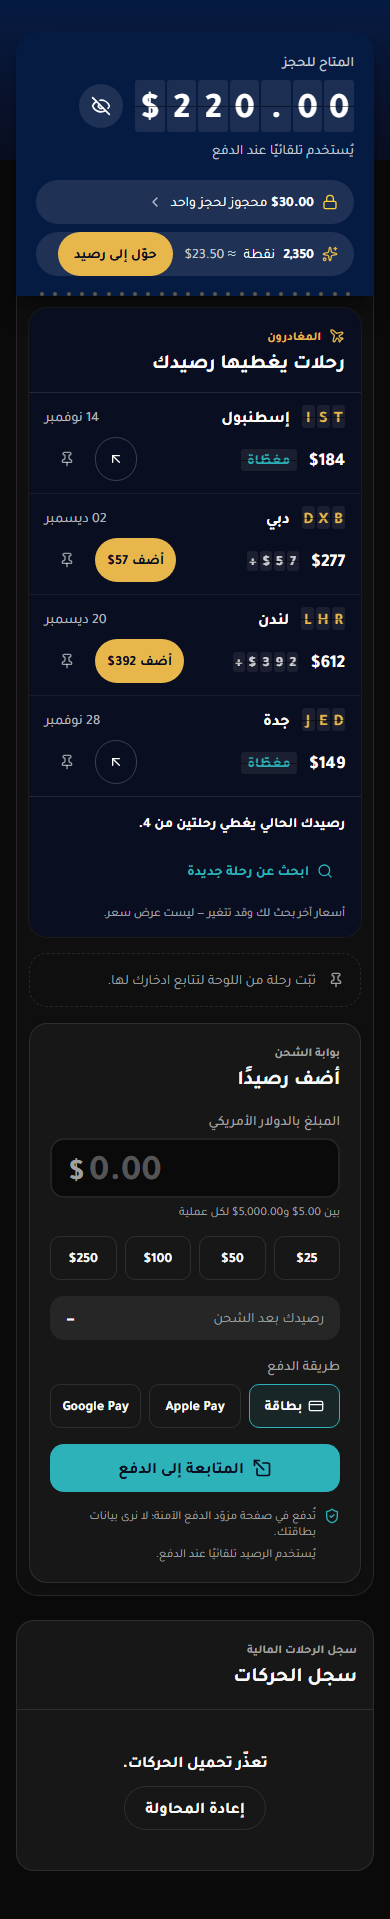 المتاح للحجز
$220.00
يُستخدم تلقائيًا عند الدفع
$30.00 محجوز لحجز واحد
2,350 نقطة ≈ $23.50 حوّل إلى رصيد
المغادرون
رحلات يغطيها رصيدك
IST إسطنبول 14 نوفمبر
$184 مغطّاة
DXB دبي 02 ديسمبر
$277 +$57 أضف $57
LHR لندن 20 ديسمبر
$612 +$392 أضف $392
JED جدة 28 نوفمبر
$149 مغطّاة
رصيدك الحالي يغطي رحلتين من 4.
ابحث عن رحلة جديدة
أسعار آخر بحث لك وقد تتغير — ليست عرض سعر.
ثبّت رحلة من اللوحة لتتابع ادخارك لها.
بوابة الشحن
أضف رصيدًا
المبلغ بالدولار الأمريكي
$ 0.00
بين $5.00 و$5,000.00 لكل عملية
$25 $50 $100 $250
رصيدك بعد الشحن –
طريقة الدفع
بطاقة Apple Pay Google Pay
المتابعة إلى الدفع
تُدفع في صفحة مزوّد الدفع الآمنة؛ لا نرى بيانات
بطاقتك.
يُستخدم الرصيد تلقائيًا عند الدفع.
سجل الرحلات المالية
سجل الحركات
تعذّر تحميل الحركات.
إعادة المحاولة